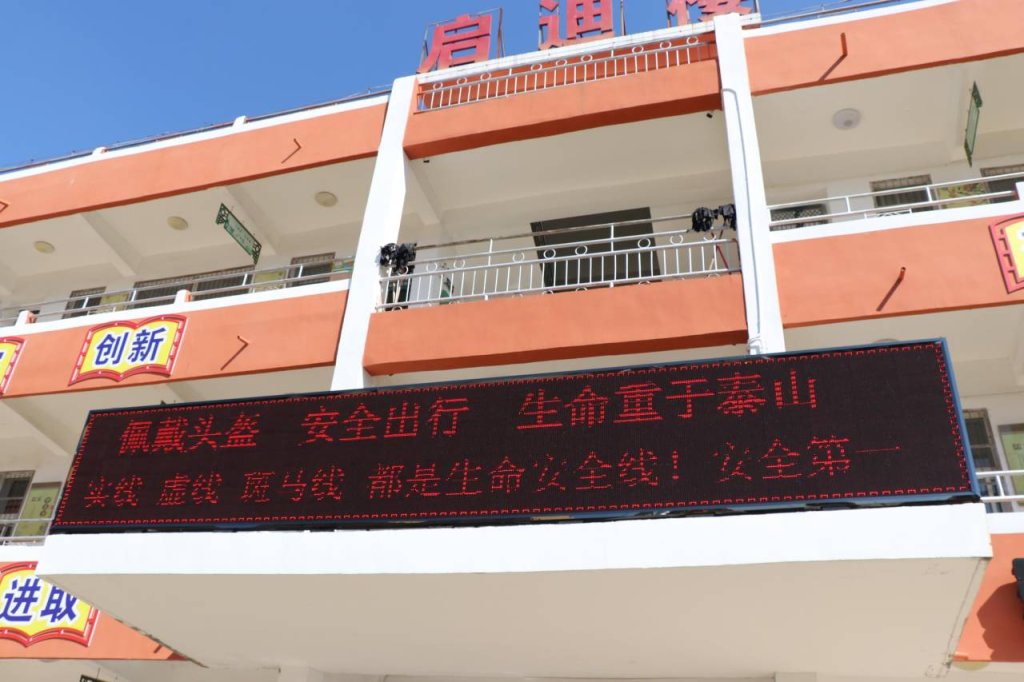 启迪楼
创新
佩戴头盔 安全出行 生命重于泰山
实线 虚线 斑马线 都是生命安全线！安全第一
进取